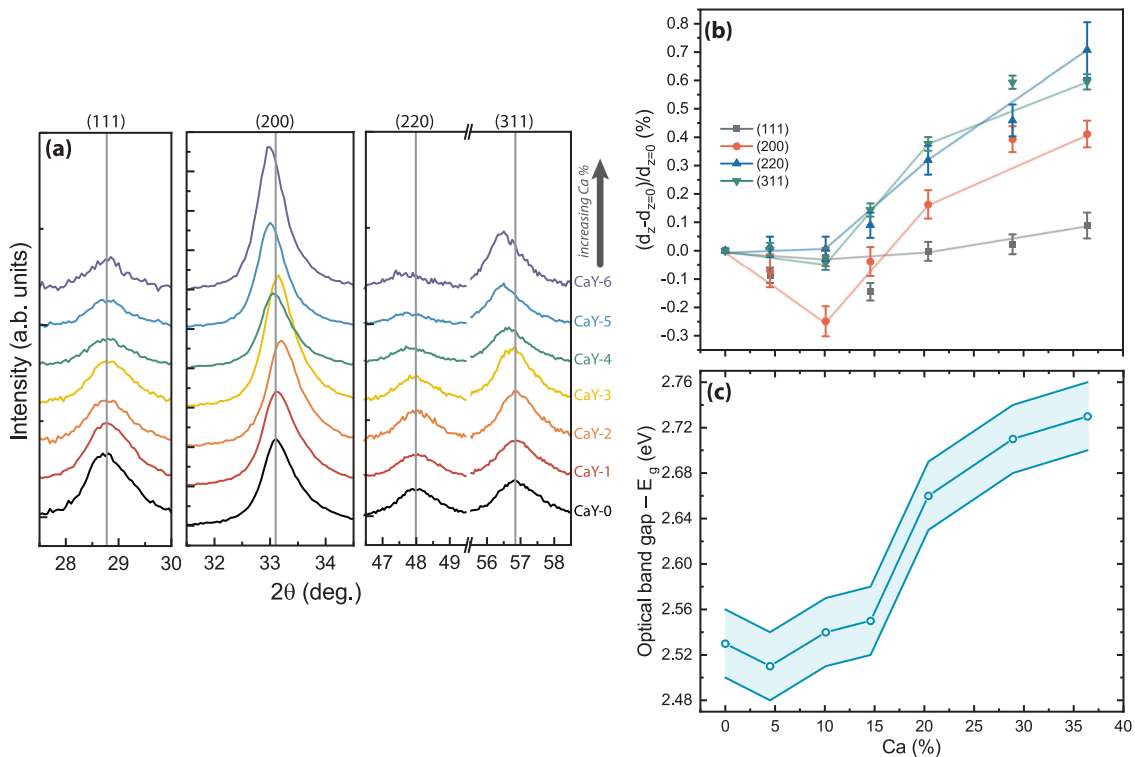 (a)
(111)
(200)
(220)
(311)
increasing Ca %
CaY-6
CaY-5
CaY-4
CaY-3
CaY-2
CaY-1
CaY-0
Intensity (a.b. units)
28 29 30
32 33 34
47 48 49 56 57 58
2θ (deg.)
(b)
0.8
0.7
0.6
0.5
0.4
0.3
0.2
0.1
0.0
-0.1
-0.2
-0.3
(d_z-d_z=0)/d_z=0 (%)
(111)
(200)
(220)
(311)
(c)
2.76
2.72
2.68
2.64
2.60
2.56
2.52
2.48
Optical band gap – E_g (eV)
0 5 10 15 20 25 30 35 40
Ca (%)